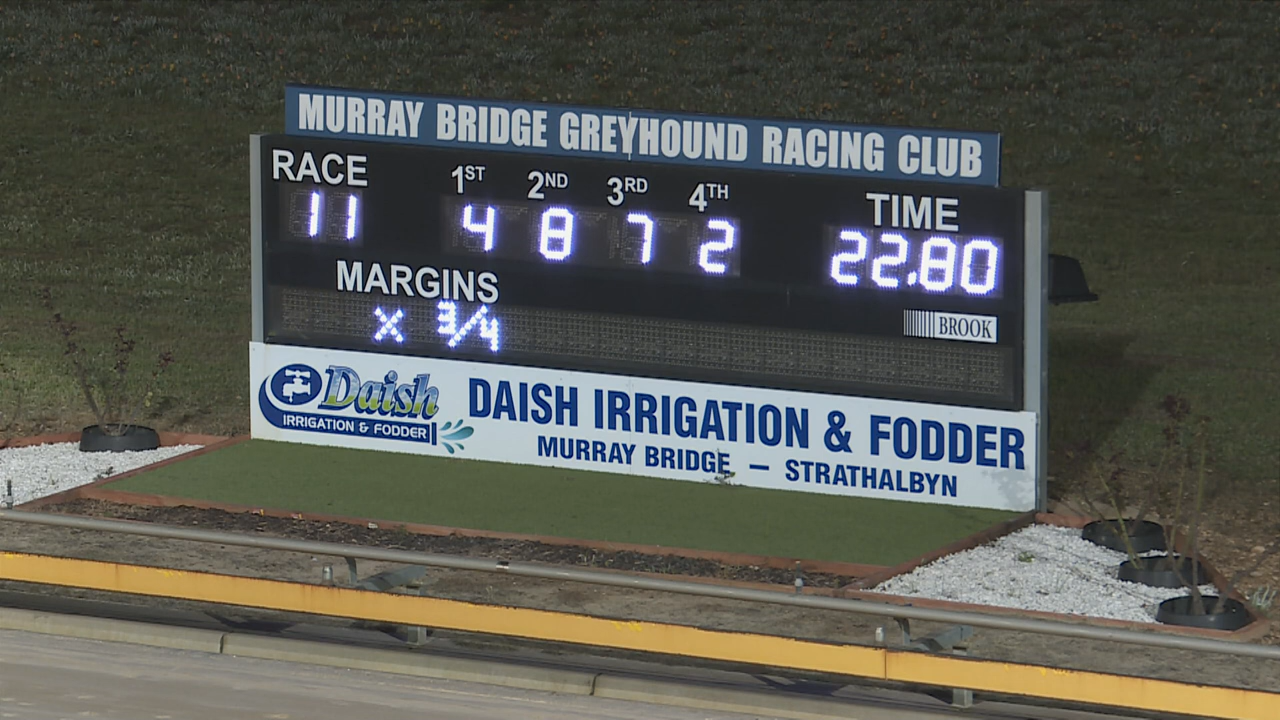 MURRAY BRIDGE GREYHOUND RACING CLUB
RACE 1ST 2ND 3RD 4TH TIME
11 4 8 7 2 22.80
MARGINS
x 3/4
BROOK
Daish
IRRIGATION & FODDER
DAISH IRRIGATION & FODDER
MURRAY BRIDGE – STRATHALBYN